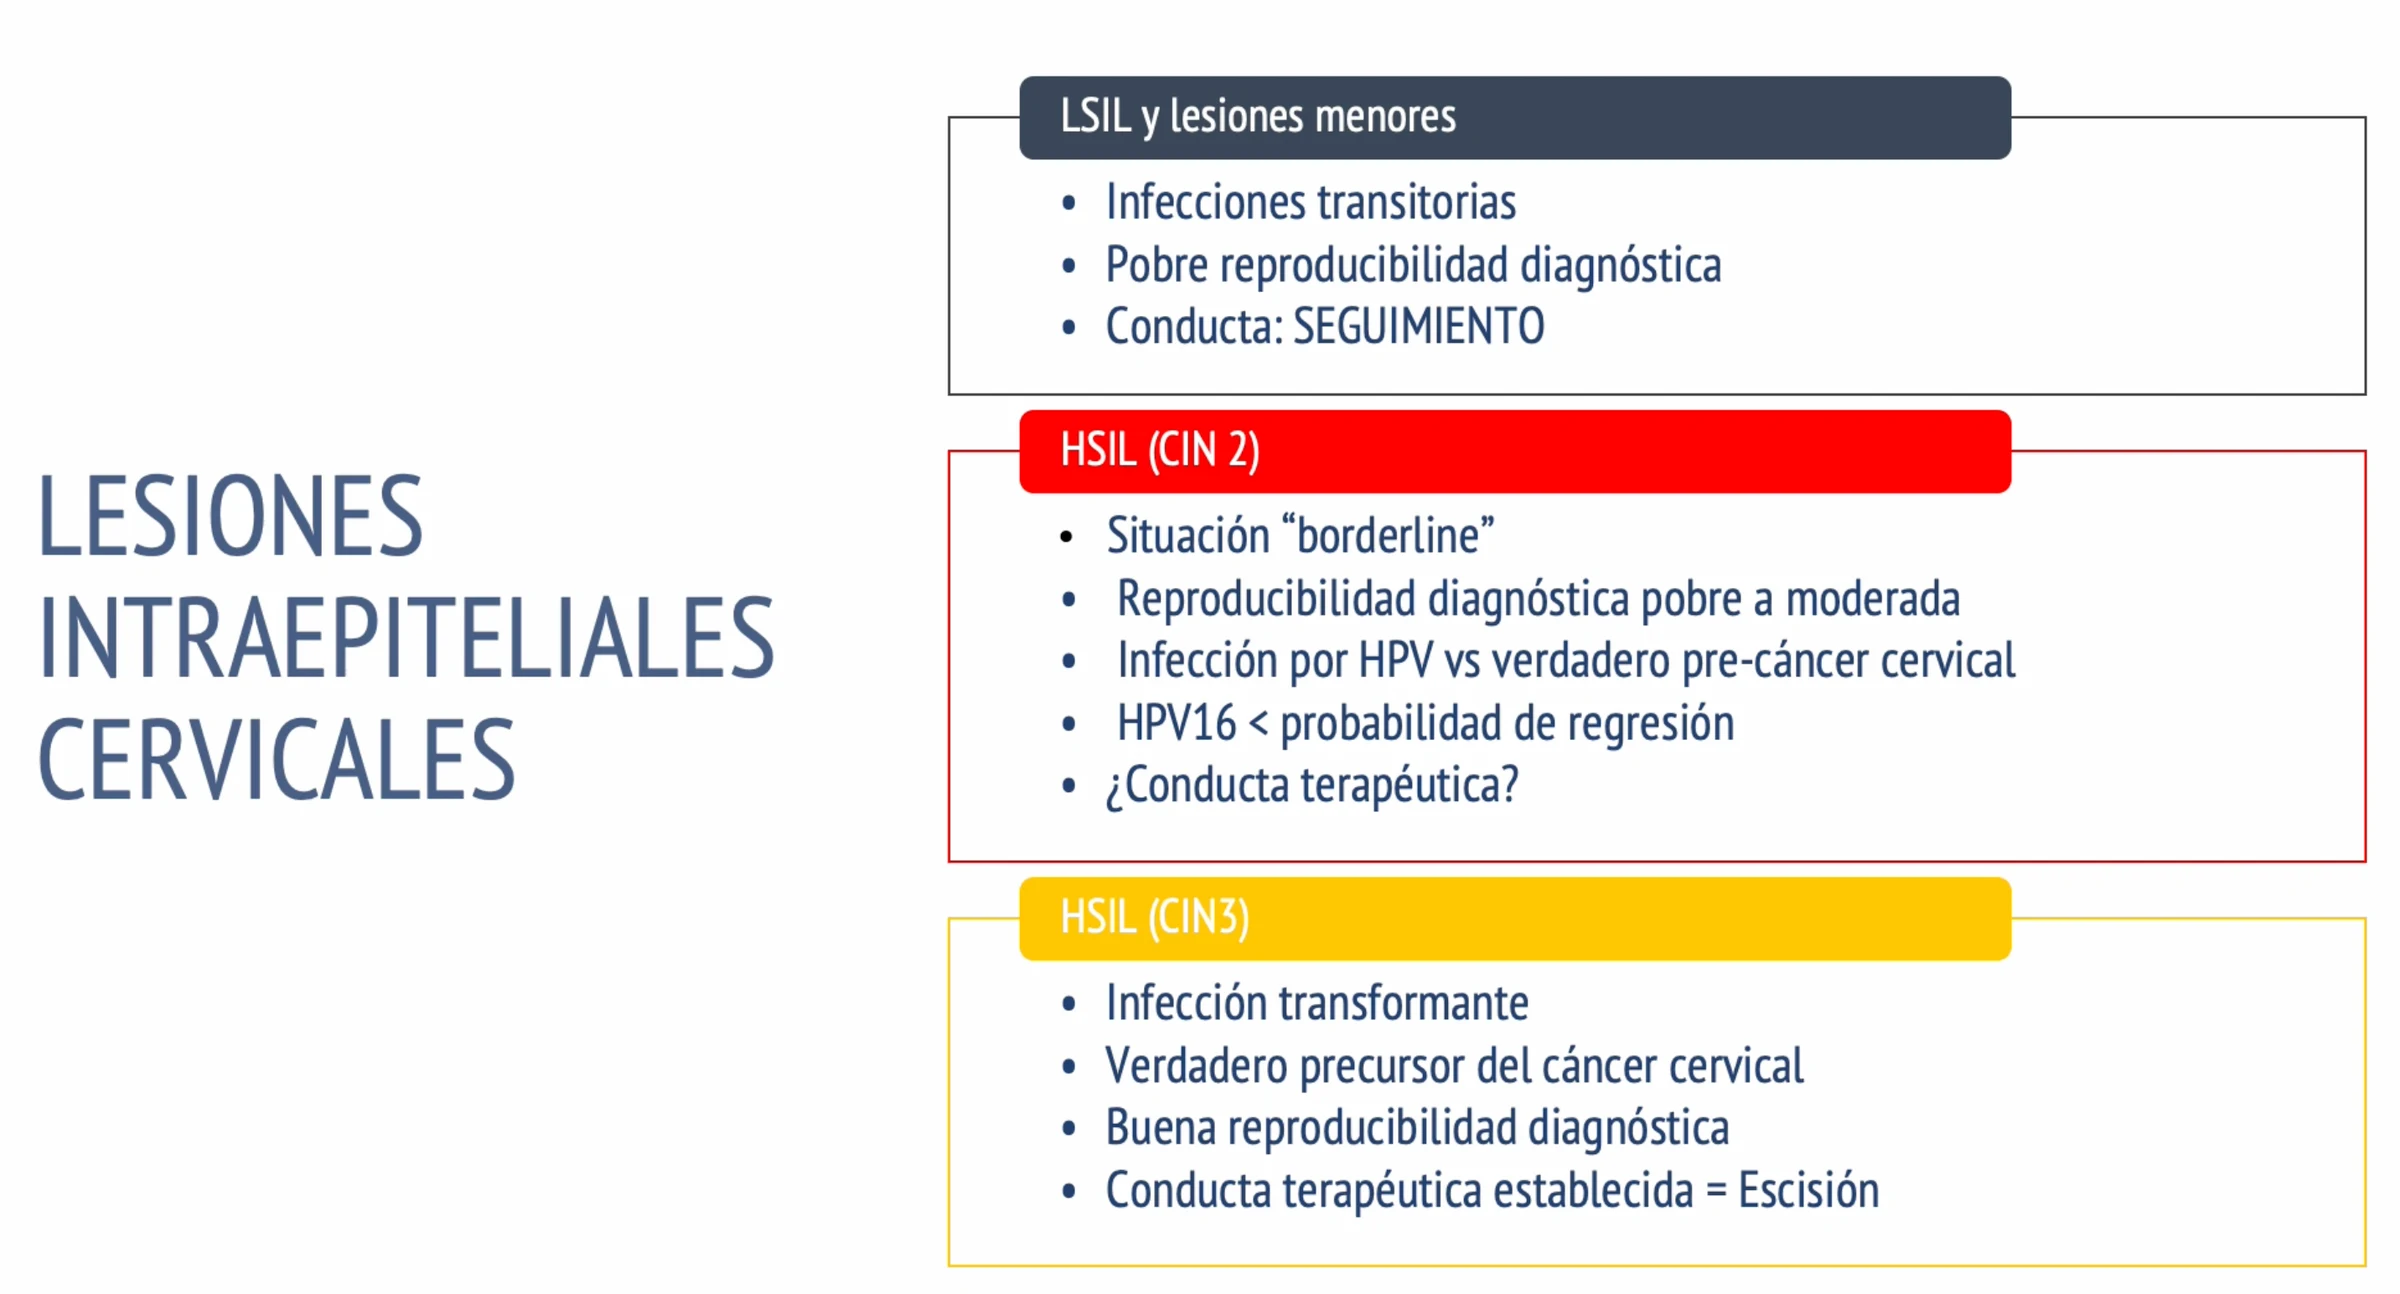 LESIONES
INTRAEPITELIALES
CERVICALES
LSIL y lesiones menores
• Infecciones transitorias
• Pobre reproducibilidad diagnóstica
• Conducta: SEGUIMIENTO
HSIL (CIN 2)
• Situación “borderline”
• Reproducibilidad diagnóstica pobre a moderada
• Infección por HPV vs verdadero pre-cáncer cervical
• HPV16 < probabilidad de regresión
• ¿Conducta terapéutica?
HSIL (CIN3)
• Infección transformante
• Verdadero precursor del cáncer cervical
• Buena reproducibilidad diagnóstica
• Conducta terapéutica establecida = Escisión